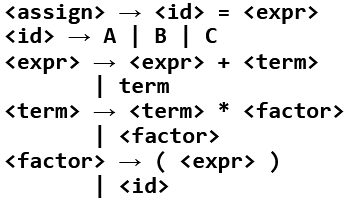 <assign> → <id> = <expr>
<id> → A | B | C
<expr> → <expr> + <term>
| term
<term> → <term> * <factor>
| <factor>
<factor> → ( <expr> )
| <id>